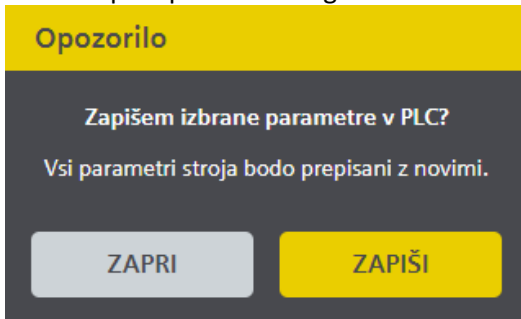 Opozorilo
Zapišem izbrane parametre v PLC?
Vsi parametri stroja bodo prepisani z novimi.
ZAPRI
ZAPIŠI